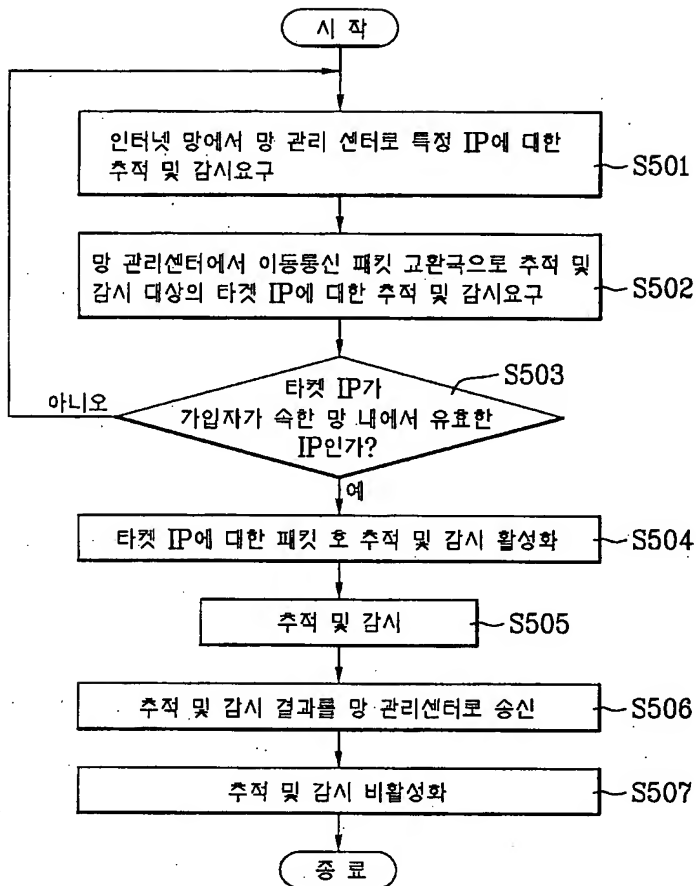 시 작
인터넷 망에서 망 관리 센터로 특정 IP에 대한
추적 및 감시요구
S501
망 관리센터에서 이동통신 패킷 교환국으로 추적 및
감시 대상의 타겟 IP에 대한 추적 및 감시요구
S502
S503
타켓 IP가
가입자가 속한 망 내에서 유효한
IP인가?
아니오
예
타켓 IP에 대한 패킷 호 추적 및 감시 활성화
S504
추적 및 감시
S505
추적 및 감시 결과를 망 관리센터로 송신
S506
추적 및 감시 비활성화
S507
종 료